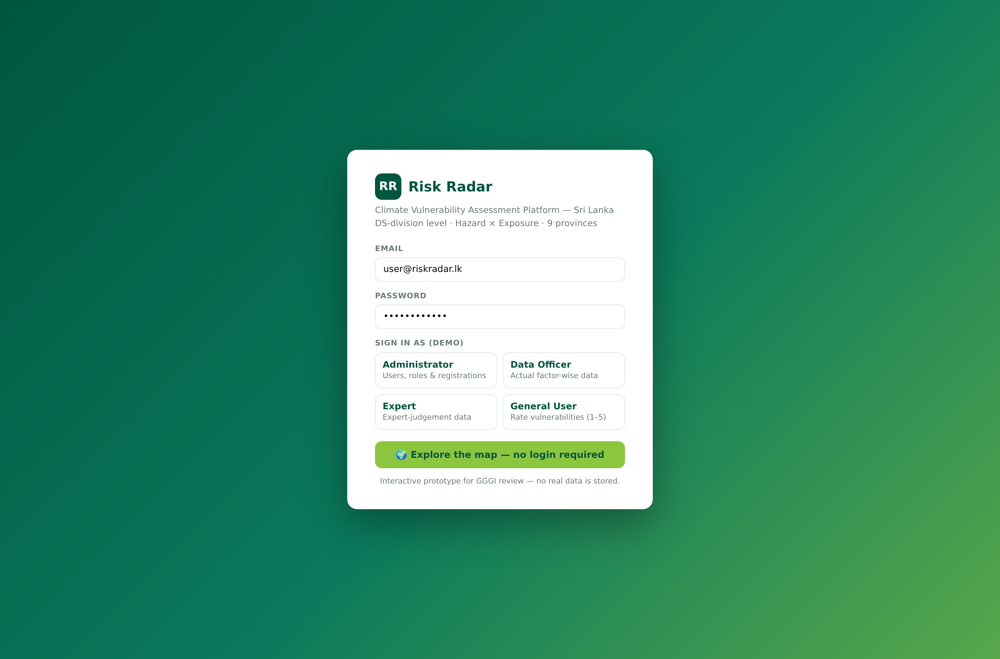 RR Risk Radar
Climate Vulnerability Assessment Platform — Sri Lanka
DS-division level · Hazard × Exposure · 9 provinces
EMAIL
user@riskradar.lk
PASSWORD
••••••••••••
SIGN IN AS (DEMO)
Administrator
Users, roles & registrations
Data Officer
Actual factor-wise data
Expert
Expert-judgement data
General User
Rate vulnerabilities (1–5)
🌍 Explore the map — no login required
Interactive prototype for GGGI review — no real data is stored.